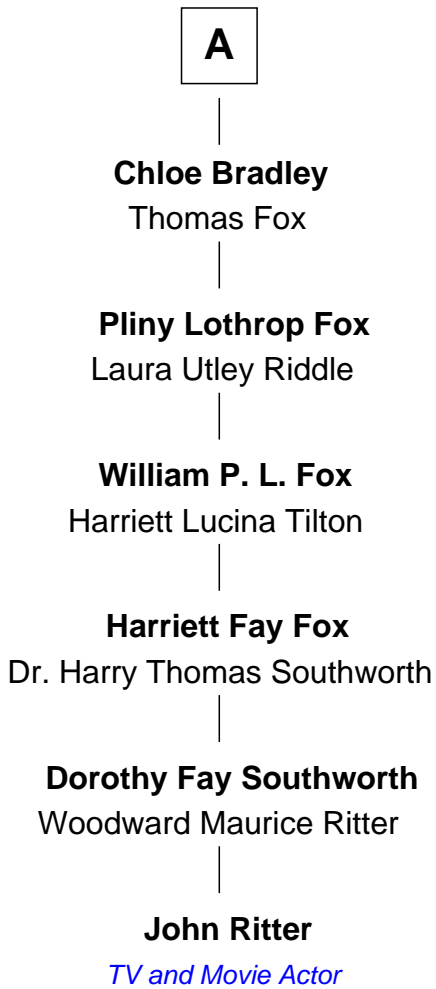 A
Chloe Bradley
Thomas Fox
Pliny Lothrop Fox
Laura Utley Riddle
William P. L. Fox
Harriett Lucina Tilton
Harriett Fay Fox
Dr. Harry Thomas Southworth
Dorothy Fay Southworth
Woodward Maurice Ritter
John Ritter
TV and Movie Actor